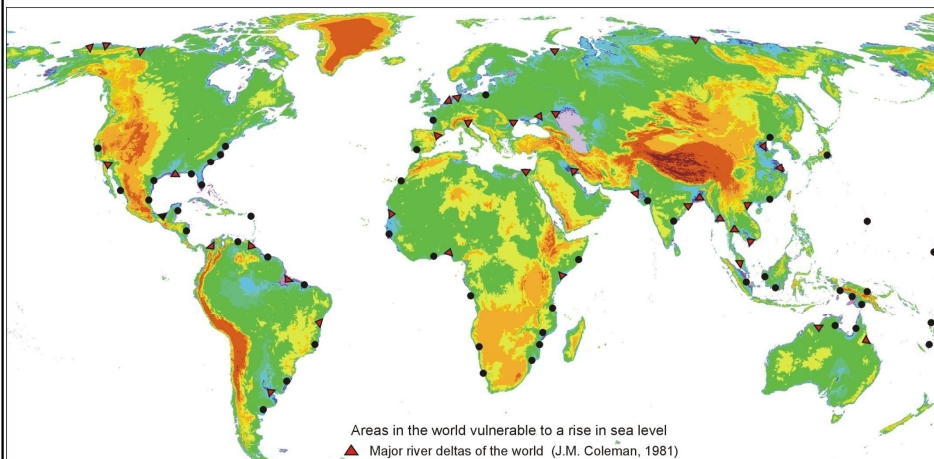 Areas in the world vulnerable to a rise in sea level
Major river deltas of the world (J.M. Coleman, 1981)